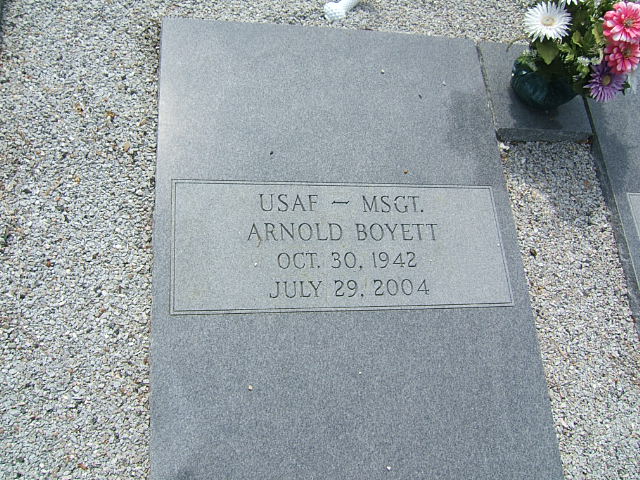 USAF – MSGT.
ARNOLD BOYETT
OCT. 30, 1942
JULY 29, 2004